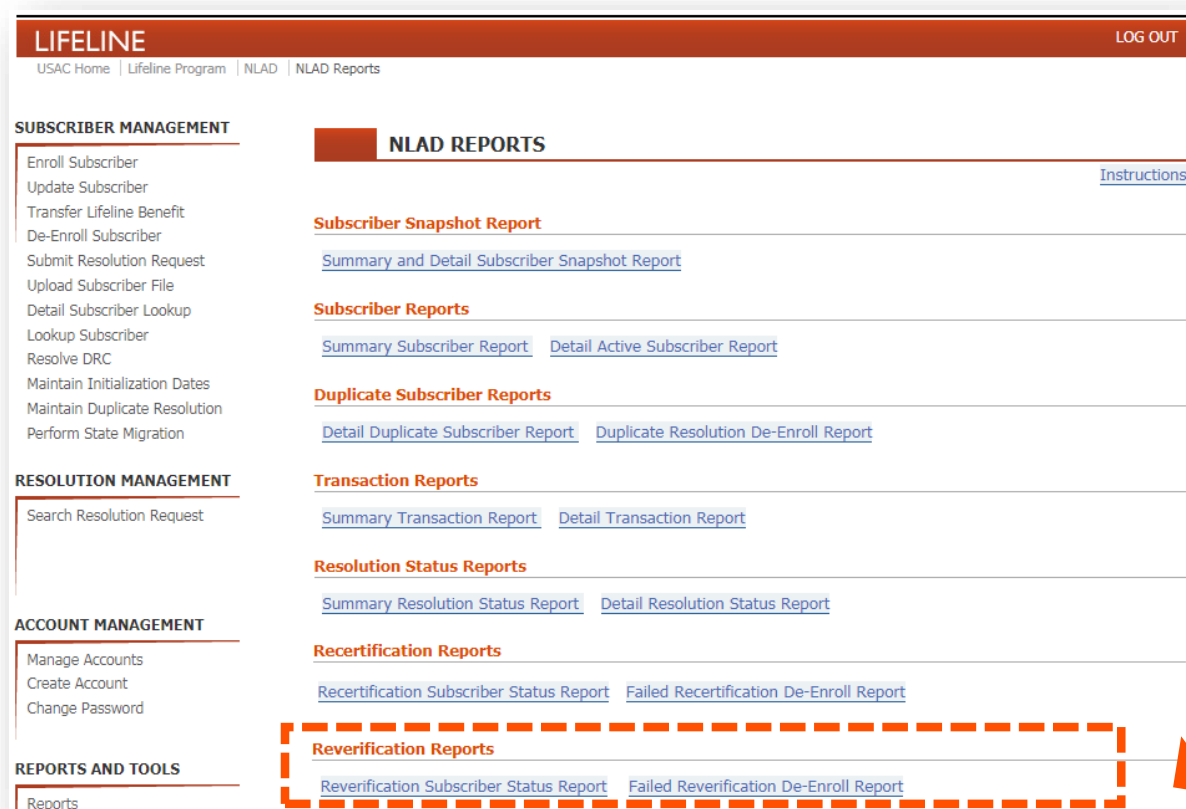 LIFELINE
LOG OUT
USAC Home | Lifeline Program | NLAD | NLAD Reports
SUBSCRIBER MANAGEMENT
Enroll Subscriber
Update Subscriber
Transfer Lifeline Benefit
De-Enroll Subscriber
Submit Resolution Request
Upload Subscriber File
Detail Subscriber Lookup
Lookup Subscriber
Resolve DRC
Maintain Initialization Dates
Maintain Duplicate Resolution
Perform State Migration
RESOLUTION MANAGEMENT
Search Resolution Request
ACCOUNT MANAGEMENT
Manage Accounts
Create Account
Change Password
REPORTS AND TOOLS
Reports
NLAD REPORTS
Instructions
Subscriber Snapshot Report
Summary and Detail Subscriber Snapshot Report
Subscriber Reports
Summary Subscriber Report Detail Active Subscriber Report
Duplicate Subscriber Reports
Detail Duplicate Subscriber Report Duplicate Resolution De-Enroll Report
Transaction Reports
Summary Transaction Report Detail Transaction Report
Resolution Status Reports
Summary Resolution Status Report Detail Resolution Status Report
Recertification Reports
Recertification Subscriber Status Report Failed Recertification De-Enroll Report
Reverification Reports
Reverification Subscriber Status Report Failed Reverification De-Enroll Report